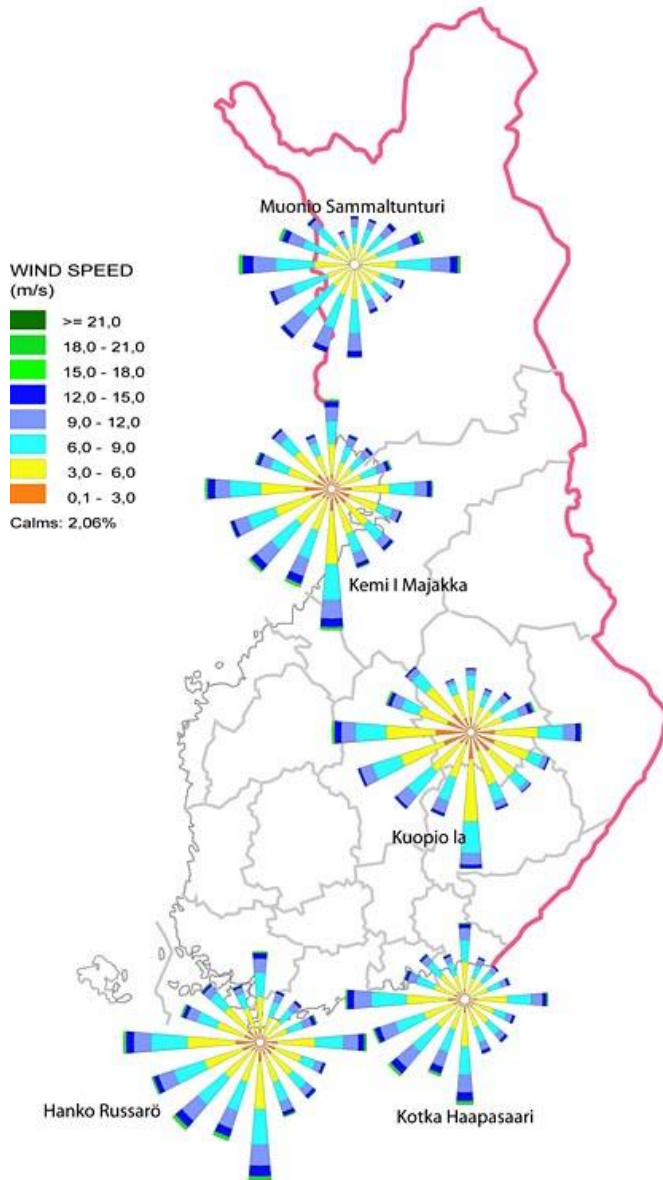 Muonio Sammaltunturi
WIND SPEED
(m/s)
>= 21,0
18,0 - 21,0
15,0 - 18,0
12,0 - 15,0
9,0 - 12,0
6,0 - 9,0
3,0 - 6,0
0,1 - 3,0
Calms: 2,06%
Kemi I Majakka
Kuopio la
Hanko Russarö
Kotka Haapasaari